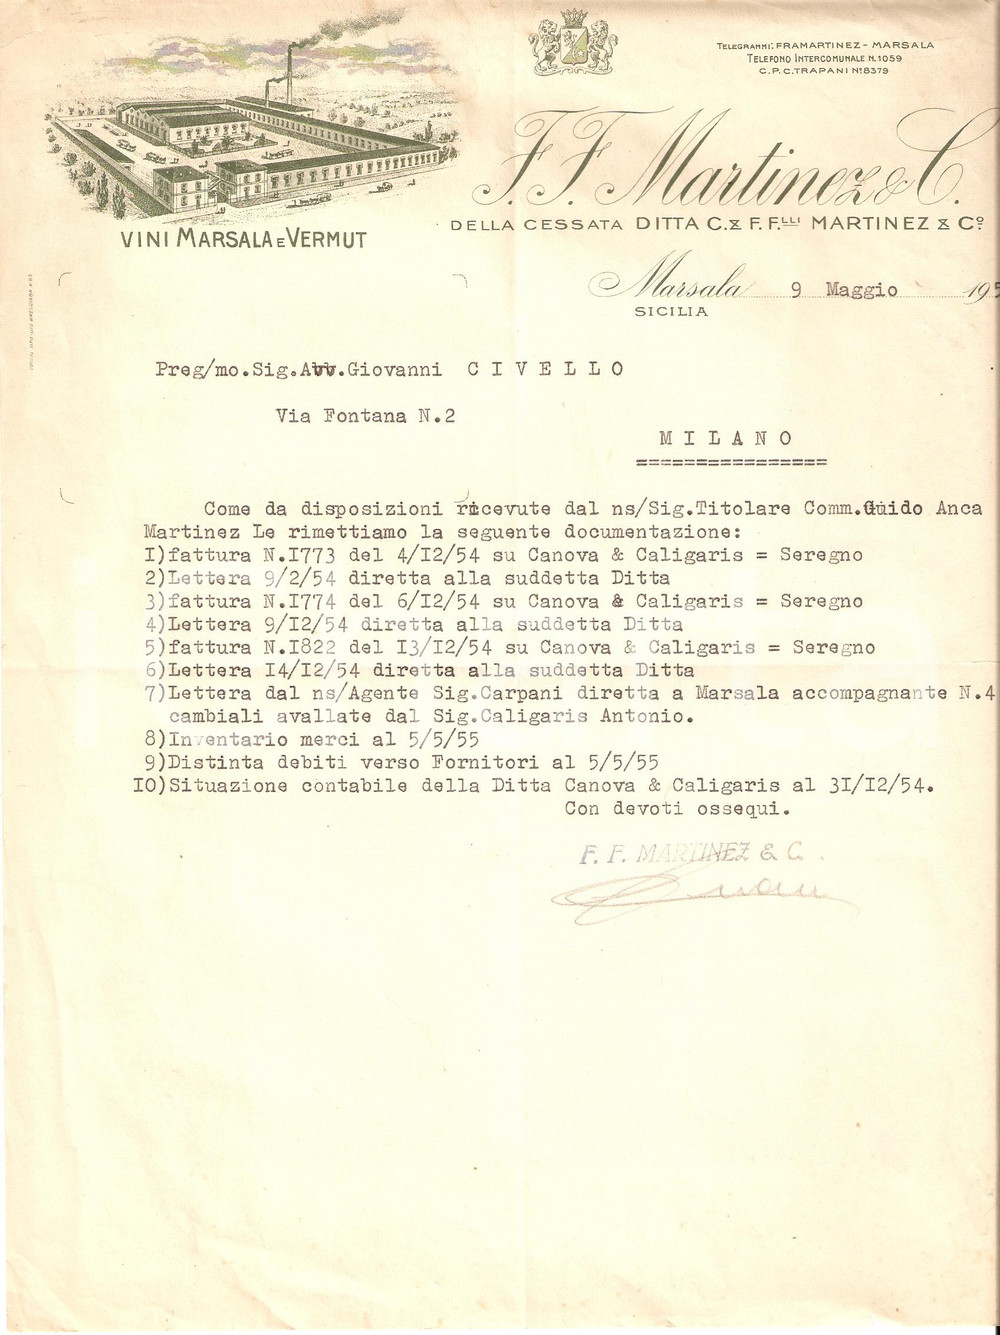 TELEGRAMMI: FRAMARTINEZ - MARSALA
TELEFONO INTERCOMUNALE N.1059
C.P.C. TRAPANI Nº 8379
F. F. Martinez & C.
DELLA CESSATA DITTA C. & F. F.LLI MARTINEZ & Cº
VINI MARSALA E VERMUT
Marsala 9 Maggio 195
SICILIA
Preg/mo.Sig.Avv.Giovanni C I V E L L O
Via Fontana N.2
M I L A N O
================
Come da disposizioni ricevute dal ns/Sig.Titolare Comm.Guido Anca
Martinez Le rimettiamo la seguente documentazione:
I)fattura N.I773 del 4/I2/54 su Canova & Caligaris = Seregno
2)Lettera 9/2/54 diretta alla suddetta Ditta
3)fattura N.I774 del 6/I2/54 su Canova & Caligaris = Seregno
4)Lettera 9/I2/54 diretta alla suddetta Ditta
5)fattura N.I822 del I3/I2/54 su Canova & Caligaris = Seregno
6)Lettera I4/I2/54 diretta alla suddetta Ditta
7)Lettera dal ns/Agente Sig.Carpani diretta a Marsala accompagnante N.4
cambiali avallate dal Sig.Caligaris Antonio.
8)Inventario merci al 5/5/55
9)Distinta debiti verso Fornitori al 5/5/55
IO)Situazione contabile della Ditta Canova & Caligaris al 3I/I2/54.
Con devoti ossequi.
F. F. MARTINEZ & C.